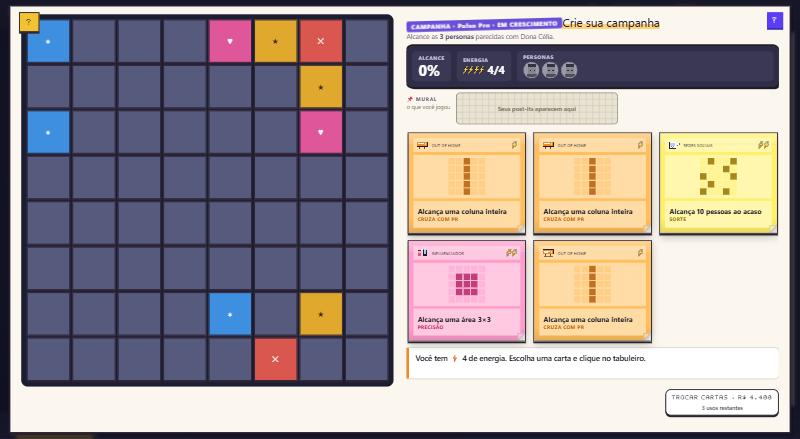 ?
CAMPANHA · Pulso Pro · EM CRESCIMENTO Crie sua campanha
?
Alcance as 3 personas parecidas com Dona Célia.
ALCANCE
0%
ENERGIA
4/4
PERSONAS
MURAL
o que você jogou
Seus post-its aparecem aqui
OUT OF HOME
Alcança uma coluna inteira
CRUZA COM PR
OUT OF HOME
Alcança uma coluna inteira
CRUZA COM PR
REDES SOCIAIS
Alcança 10 pessoas ao acaso
SORTE
INFLUENCIADOR
Alcança uma área 3×3
PRECISÃO
OUT OF HOME
Alcança uma coluna inteira
CRUZA COM PR
Você tem 4 de energia. Escolha uma carta e clique no tabuleiro.
TROCAR CARTAS · R$ 4.400
3 usos restantes